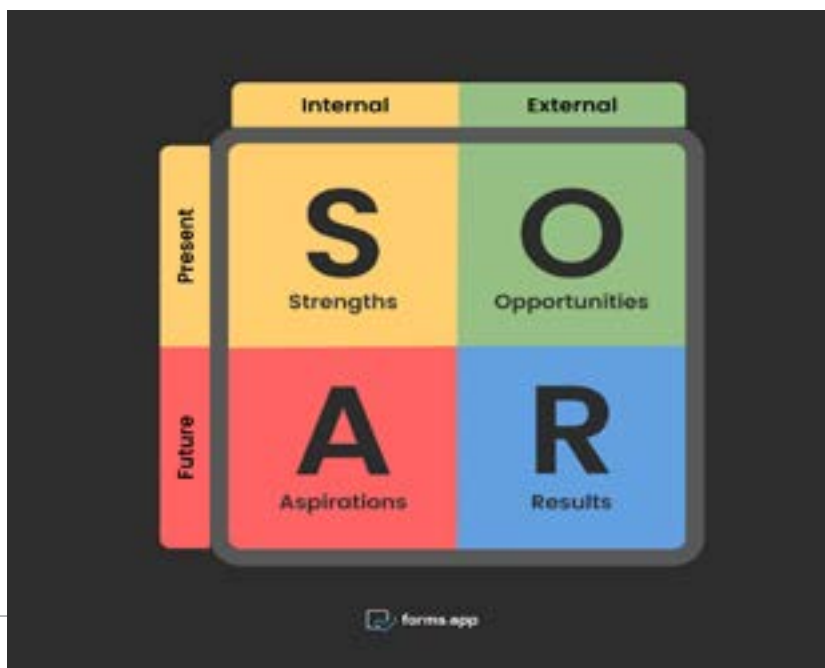 Internal External
Present
S O
Strengths Opportunities
Future
A R
Aspirations Results
forms.app